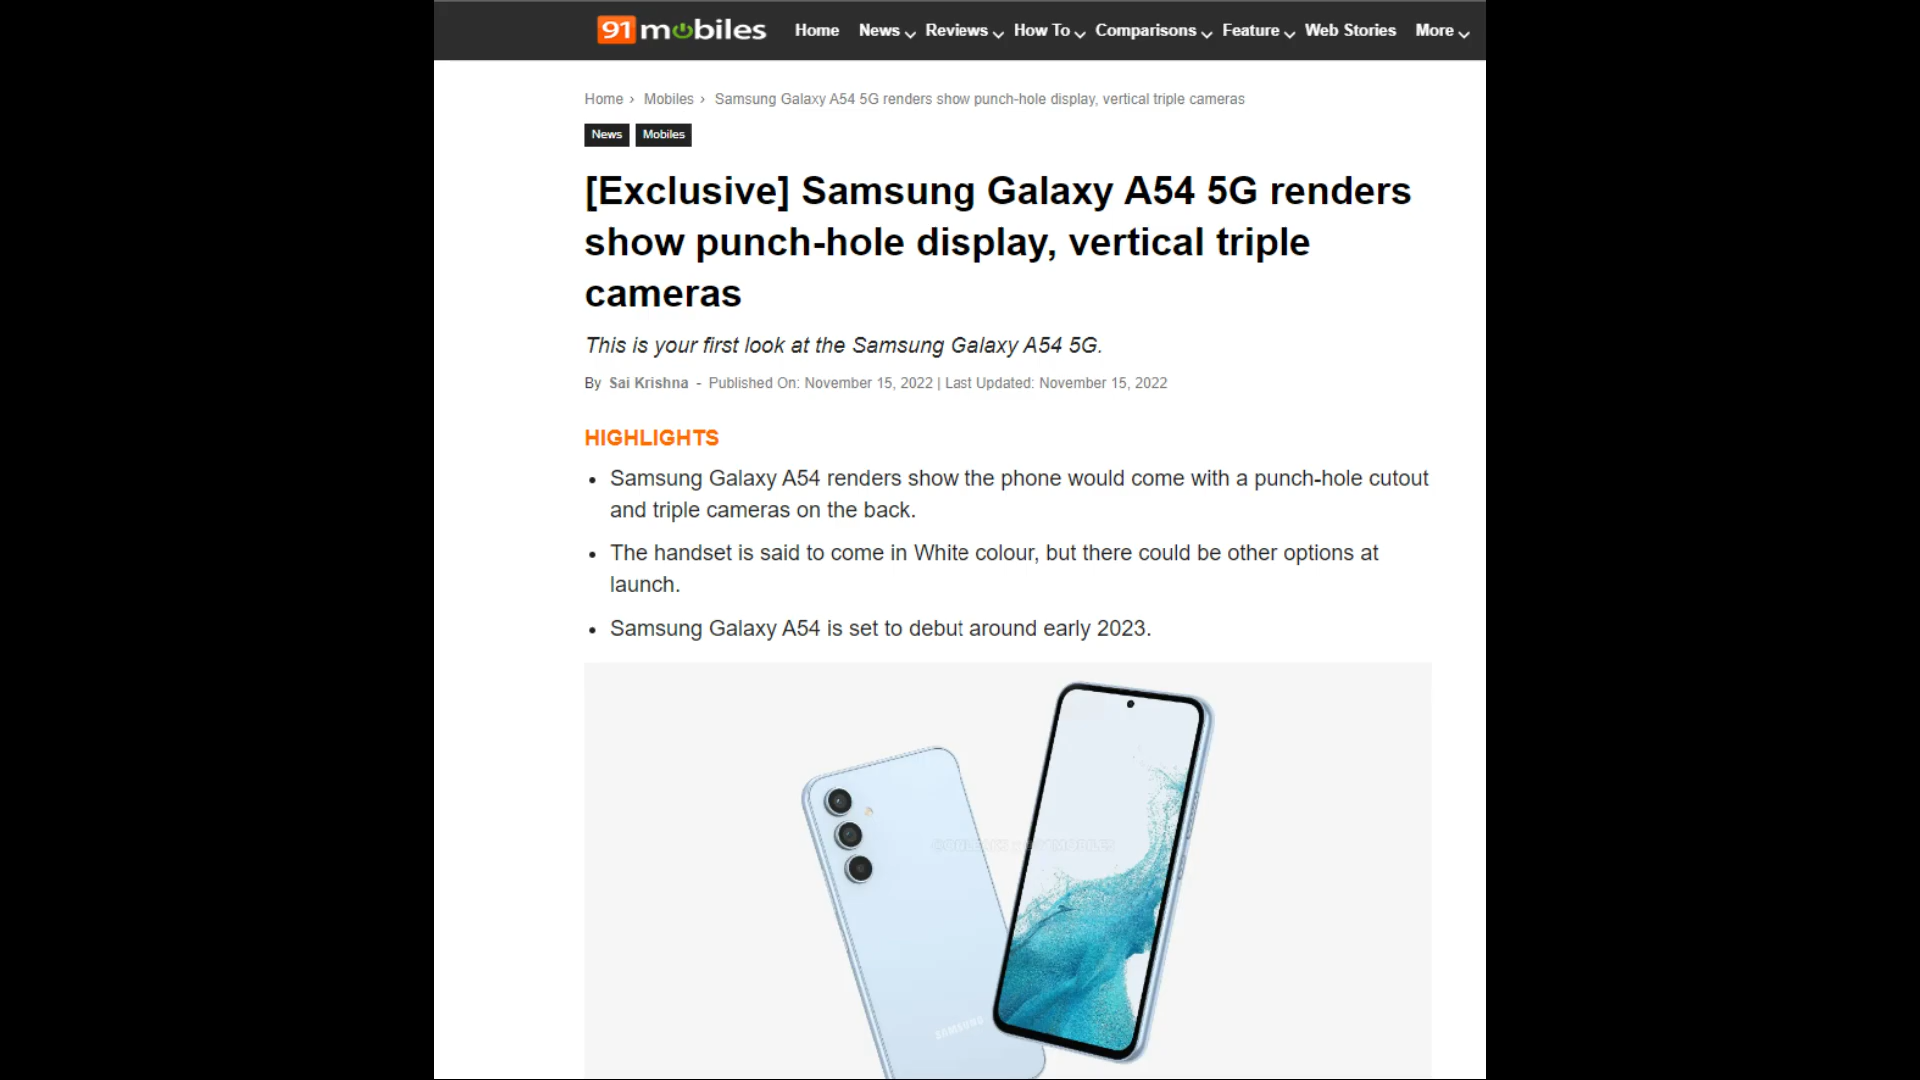 91mobiles Home News Reviews How To Comparisons Feature Web Stories More
Home › Mobiles › Samsung Galaxy A54 5G renders show punch-hole display, vertical triple cameras
News Mobiles
[Exclusive] Samsung Galaxy A54 5G renders
show punch-hole display, vertical triple
cameras
This is your first look at the Samsung Galaxy A54 5G.
By Sai Krishna - Published On: November 15, 2022 | Last Updated: November 15, 2022
HIGHLIGHTS
• Samsung Galaxy A54 renders show the phone would come with a punch-hole cutout
and triple cameras on the back.
• The handset is said to come in White colour, but there could be other options at
launch.
• Samsung Galaxy A54 is set to debut around early 2023.
SAMSUNG